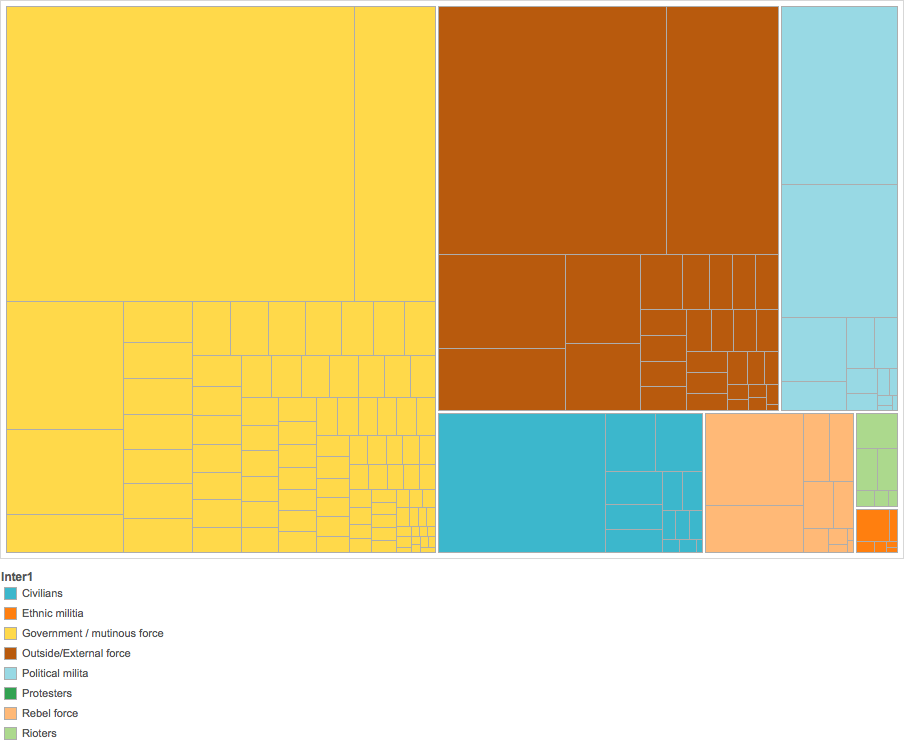 Inter1
Civilians
Ethnic militia
Government / mutinous force
Outside/External force
Political milita
Protesters
Rebel force
Rioters